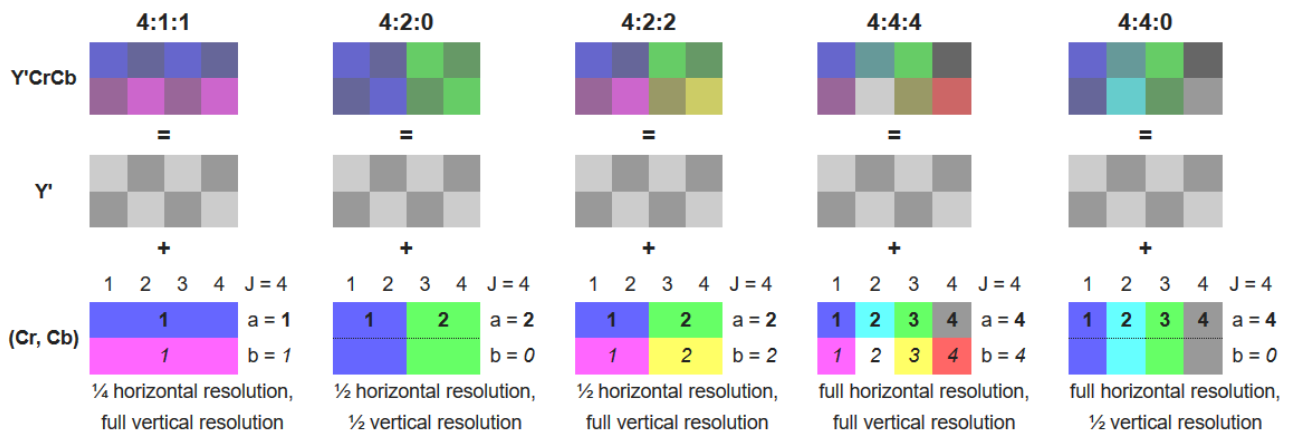 4:1:1 4:2:0 4:2:2 4:4:4 4:4:0
Y'CrCb
= = = = =
Y'
+ + + + +
1 2 3 4 J = 4 1 2 3 4 J = 4 1 2 3 4 J = 4 1 2 3 4 J = 4 1 2 3 4 J = 4
(Cr, Cb)
1 a = 1 1 2 a = 2 1 2 a = 2 1 2 3 4 a = 4 1 2 3 4 a = 4
1 b = 1 b = 0 1 2 b = 2 1 2 3 4 b = 4 b = 0
¼ horizontal resolution, ½ horizontal resolution, ½ horizontal resolution, full horizontal resolution, full horizontal resolution,
full vertical resolution ½ vertical resolution full vertical resolution full vertical resolution ½ vertical resolution